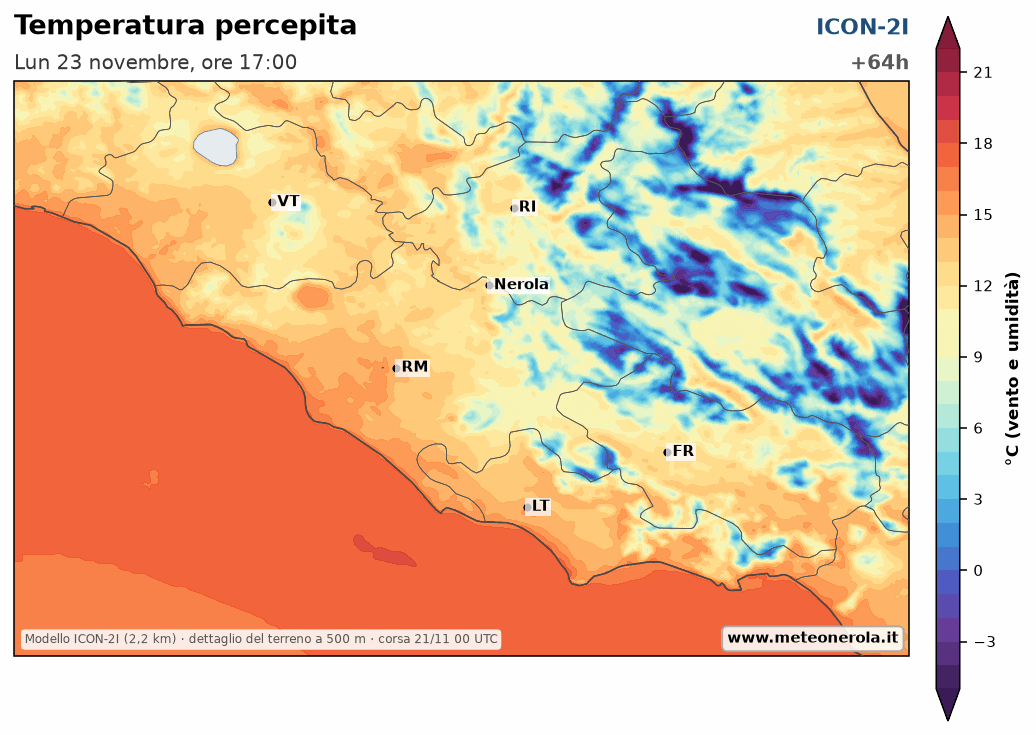 Temperatura percepita
ICON-2I
Lun 23 novembre, ore 17:00
+64h
VT
RI
Nerola
RM
FR
LT
21
18
15
12
9
6
3
0
−3
°C (vento e umidità)
Modello ICON-2I (2,2 km) · dettaglio del terreno a 500 m · corsa 21/11 00 UTC
www.meteonerola.it